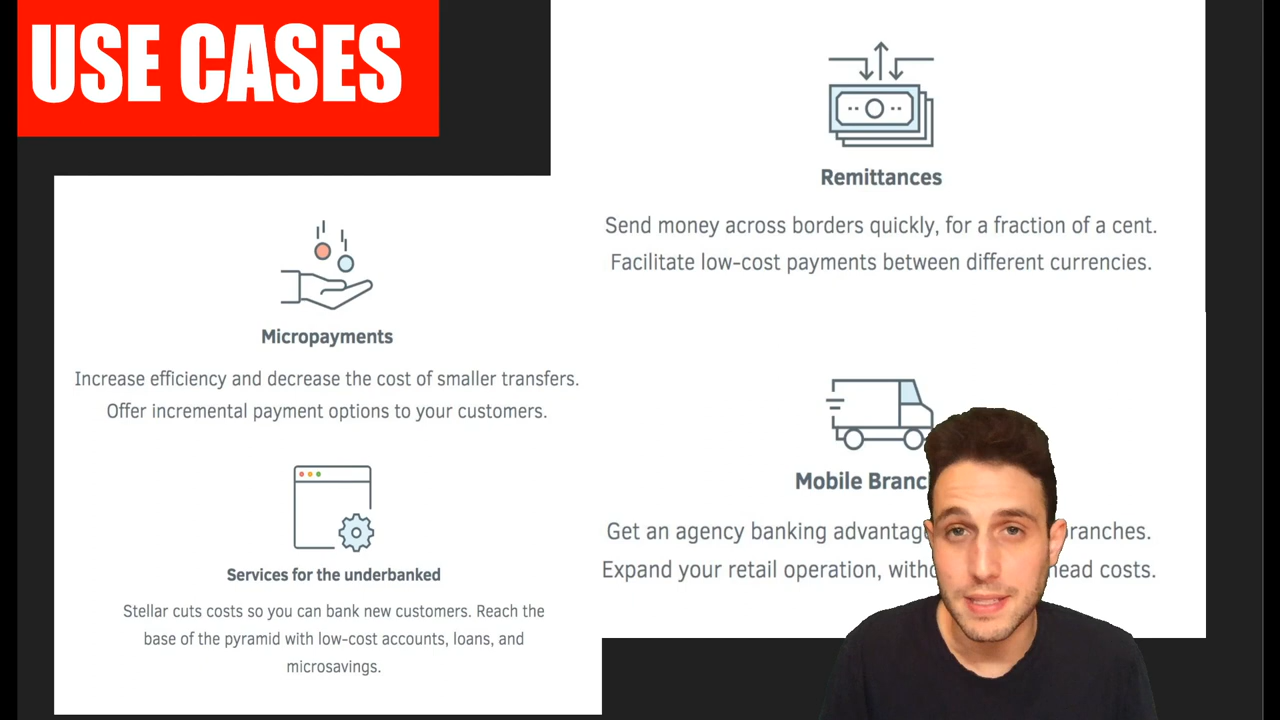 USE CASES
Micropayments
Increase efficiency and decrease the cost of smaller transfers.
Offer incremental payment options to your customers.
Services for the underbanked
Stellar cuts costs so you can bank new customers. Reach the
base of the pyramid with low-cost accounts, loans, and
microsavings.
Remittances
Send money across borders quickly, for a fraction of a cent.
Facilitate low-cost payments between different currencies.
Mobile
Get an agency banking
Expand your retail operation, costs.